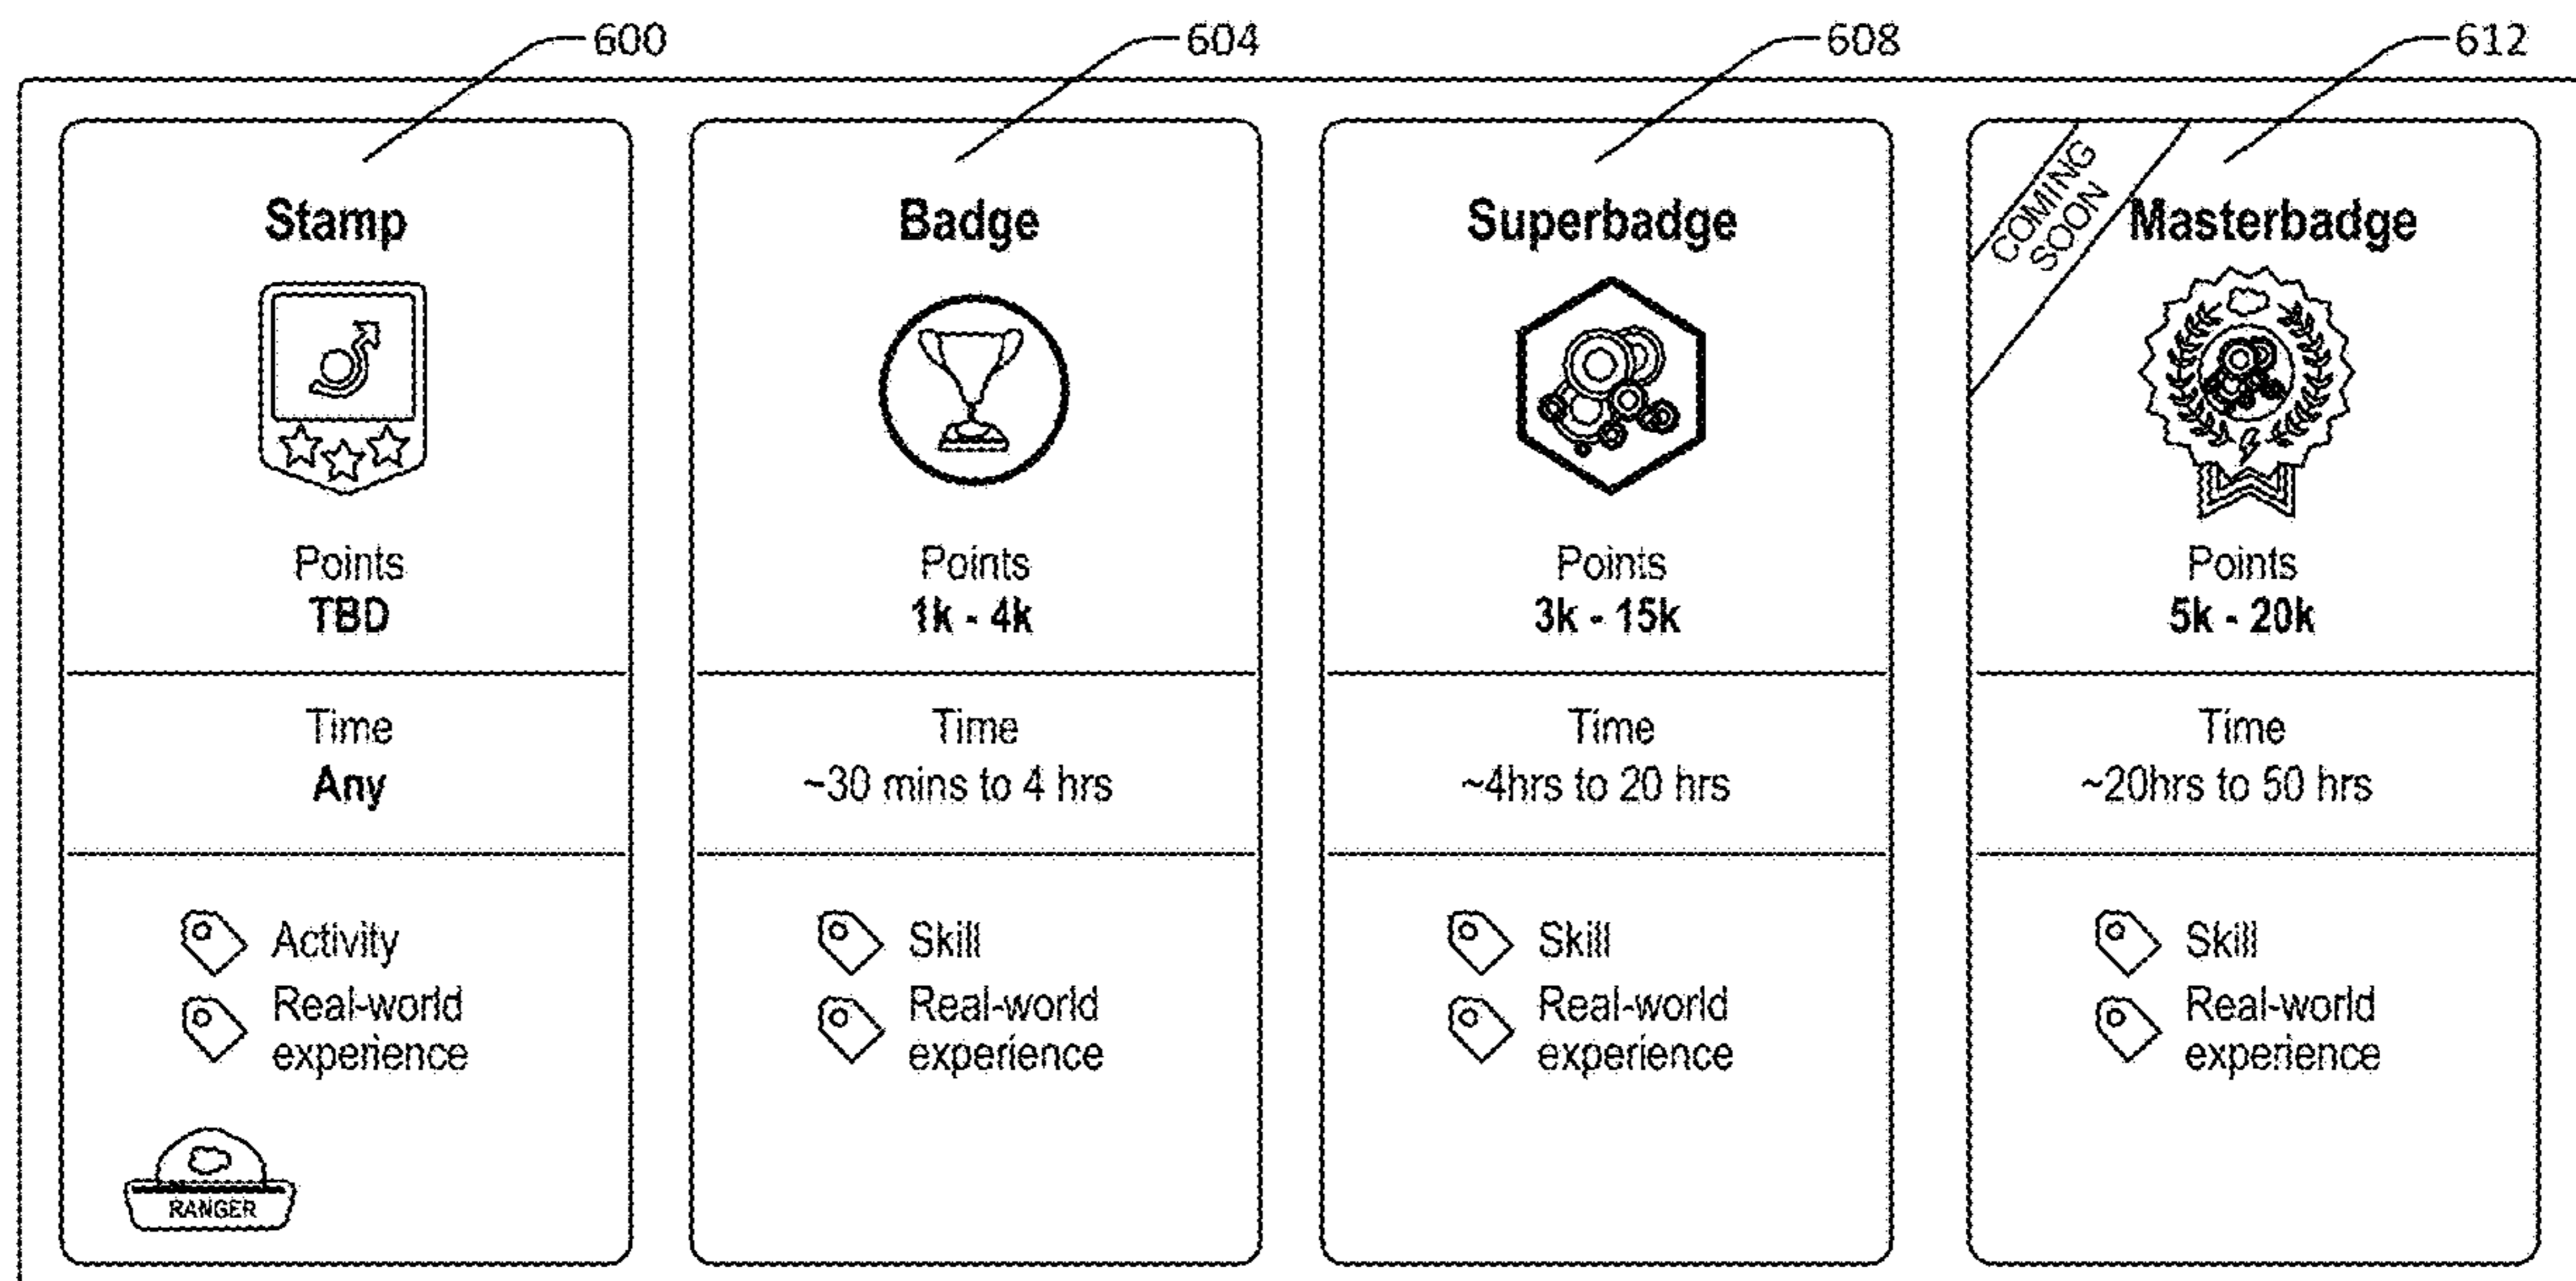 600
604
608
612
Stamp
Points
TBD
Time
Any
Activity
Real-world
experience
RANGER
Badge
Points
1k - 4k
Time
~30 mins to 4 hrs
Skill
Real-world
experience
Superbadge
Points
3k - 15k
Time
~4hrs to 20 hrs
Skill
Real-world
experience
COMING
SOON
Masterbadge
Points
5k - 20k
Time
~20hrs to 50 hrs
Skill
Real-world
experience